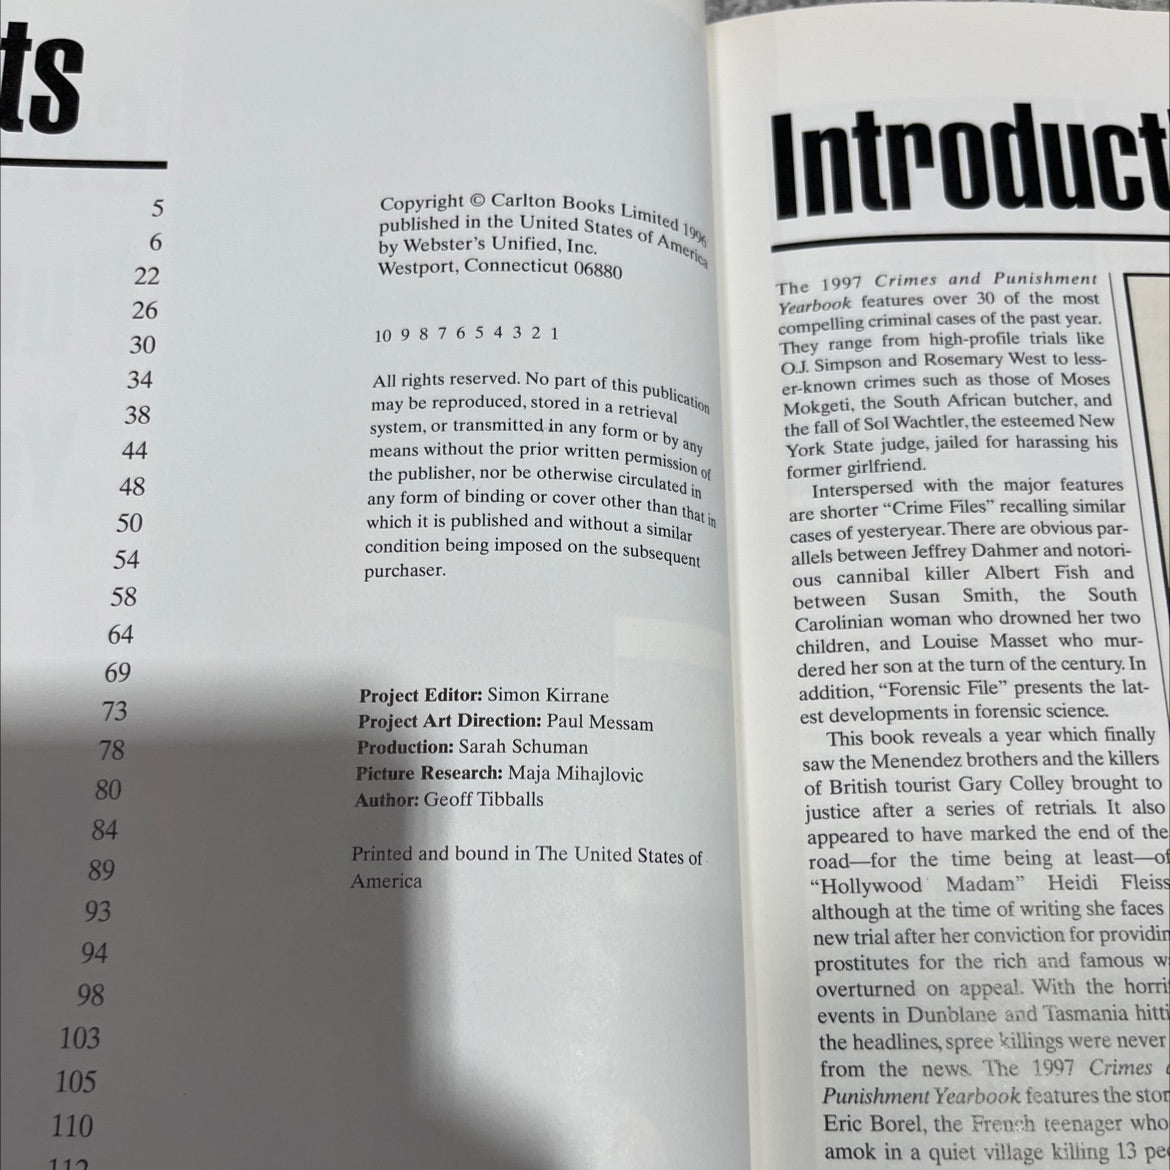 ts
5
6
22
26
30
34
38
44
48
50
54
58
64
69
73
78
80
84
89
93
94
98
103
105
110
112
Copyright © Carlton Books Limited 1996
published in the United States of America
by Webster's Unified, Inc.
Westport, Connecticut 06880
10 9 8 7 6 5 4 3 2 1
All rights reserved. No part of this publication
may be reproduced, stored in a retrieval
system, or transmitted in any form or by any
means without the prior written permission of
the publisher, nor be otherwise circulated in
any form of binding or cover other than that in
which it is published and without a similar
condition being imposed on the subsequent
purchaser.
Project Editor: Simon Kirrane
Project Art Direction: Paul Messam
Production: Sarah Schuman
Picture Research: Maja Mihajlovic
Author: Geoff Tibballs
Printed and bound in The United States of
America
Introduct
The 1997 Crimes and Punishment
Yearbook features over 30 of the most
compelling criminal cases of the past year.
They range from high-profile trials like
O.J. Simpson and Rosemary West to less-
er-known crimes such as those of Moses
Mokgeti, the South African butcher, and
the fall of Sol Wachtler, the esteemed New
York State judge, jailed for harassing his
former girlfriend.
Interspersed with the major features
are shorter “Crime Files” recalling similar
cases of yesteryear. There are obvious par-
allels between Jeffrey Dahmer and notori-
ous cannibal killer Albert Fish and
between Susan Smith, the South
Carolinian woman who drowned her two
children, and Louise Masset who mur-
dered her son at the turn of the century. In
addition, “Forensic File” presents the lat-
est developments in forensic science.
This book reveals a year which finally
saw the Menendez brothers and the killers
of British tourist Gary Colley brought to
justice after a series of retrials. It also
appeared to have marked the end of the
road—for the time being at least—of
“Hollywood Madam” Heidi Fleiss
although at the time of writing she faces
new trial after her conviction for providin
prostitutes for the rich and famous w
overturned on appeal. With the horri
events in Dunblane and Tasmania hitti
the headlines, spree killings were never
from the news. The 1997 Crimes
Punishment Yearbook features the stor
Eric Borel, the French teenager who
amok in a quiet village killing 13 pe